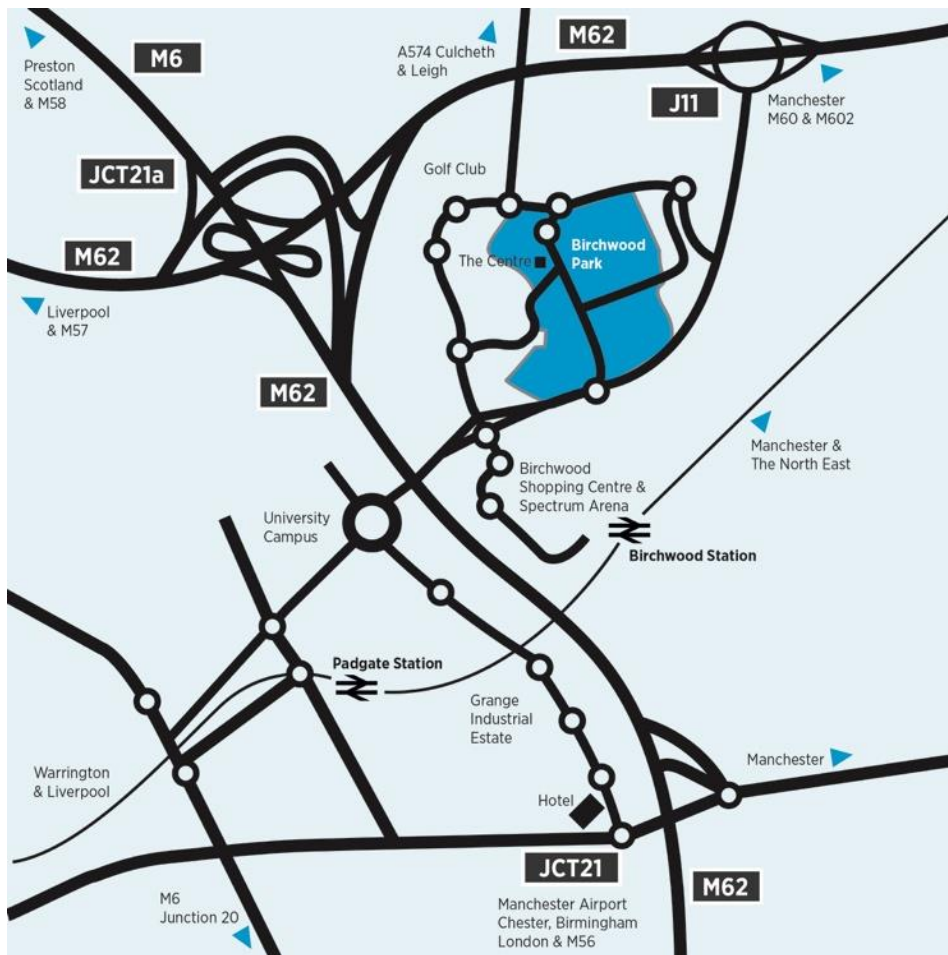 M62
A574 Culcheth
& Leigh
M6
Preston
Scotland
& M58
J11
Manchester
M60 & M602
JCT21a
Golf Club
M62
The Centre
Birchwood
Park
Liverpool
& M57
M62
Manchester &
The North East
Birchwood
Shopping Centre &
Spectrum Arena
University
Campus
Birchwood Station
Padgate Station
Grange
Industrial
Estate
Warrington
& Liverpool
Manchester
Hotel
JCT21
M62
M6
Junction 20
Manchester Airport
Chester, Birmingham
London & M56